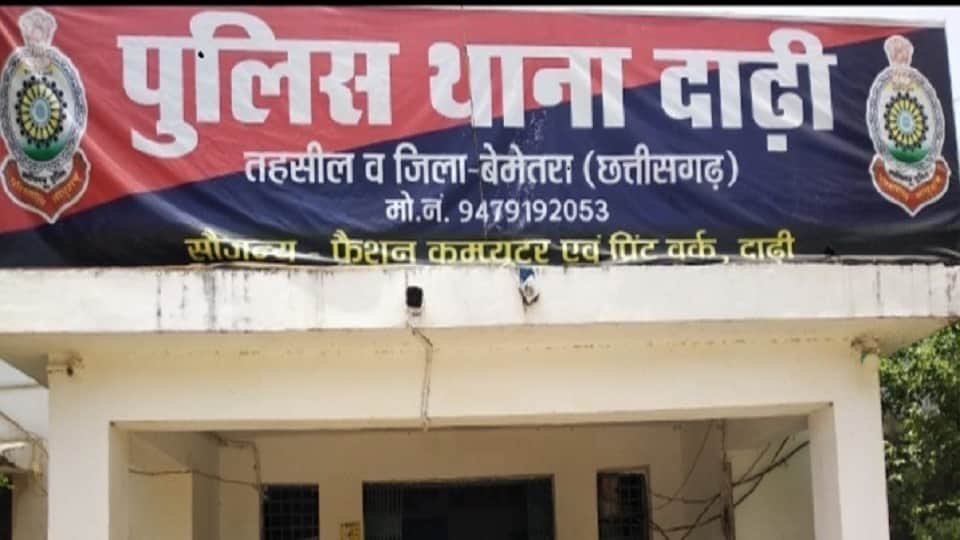 पुलिस थाना दाढ़ी
तहसील व जिला-बेमेतरा (छत्तीसगढ़)
मो.नं. 9479192053
सौजन्य - फैशन कम्प्यूटर एवं प्रिंट वर्क, दाढ़ी